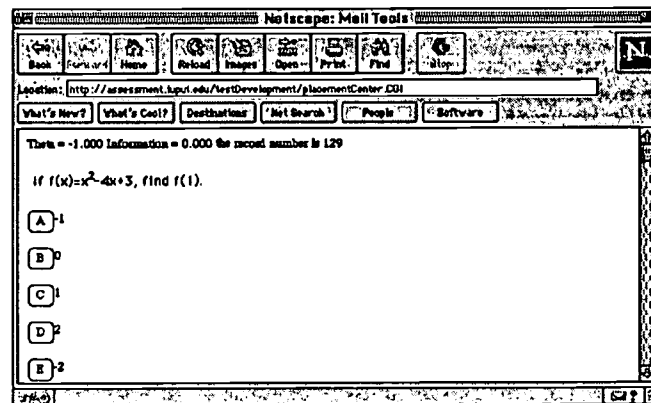 Netscape: Mell Tools
Back Forward Home Reload Images Open Print Find Stop N
Location: http://assessment.iupui.edu/testDevelopment/placementCenter.CGI
What's New? What's Cool? Destinations Net Search People Software
Theta = -1.000 Information = 0.000 the record number is 129
If f(x)=x²-4x+3, find f(1).
A -1
B 0
C 1
D 2
E -2